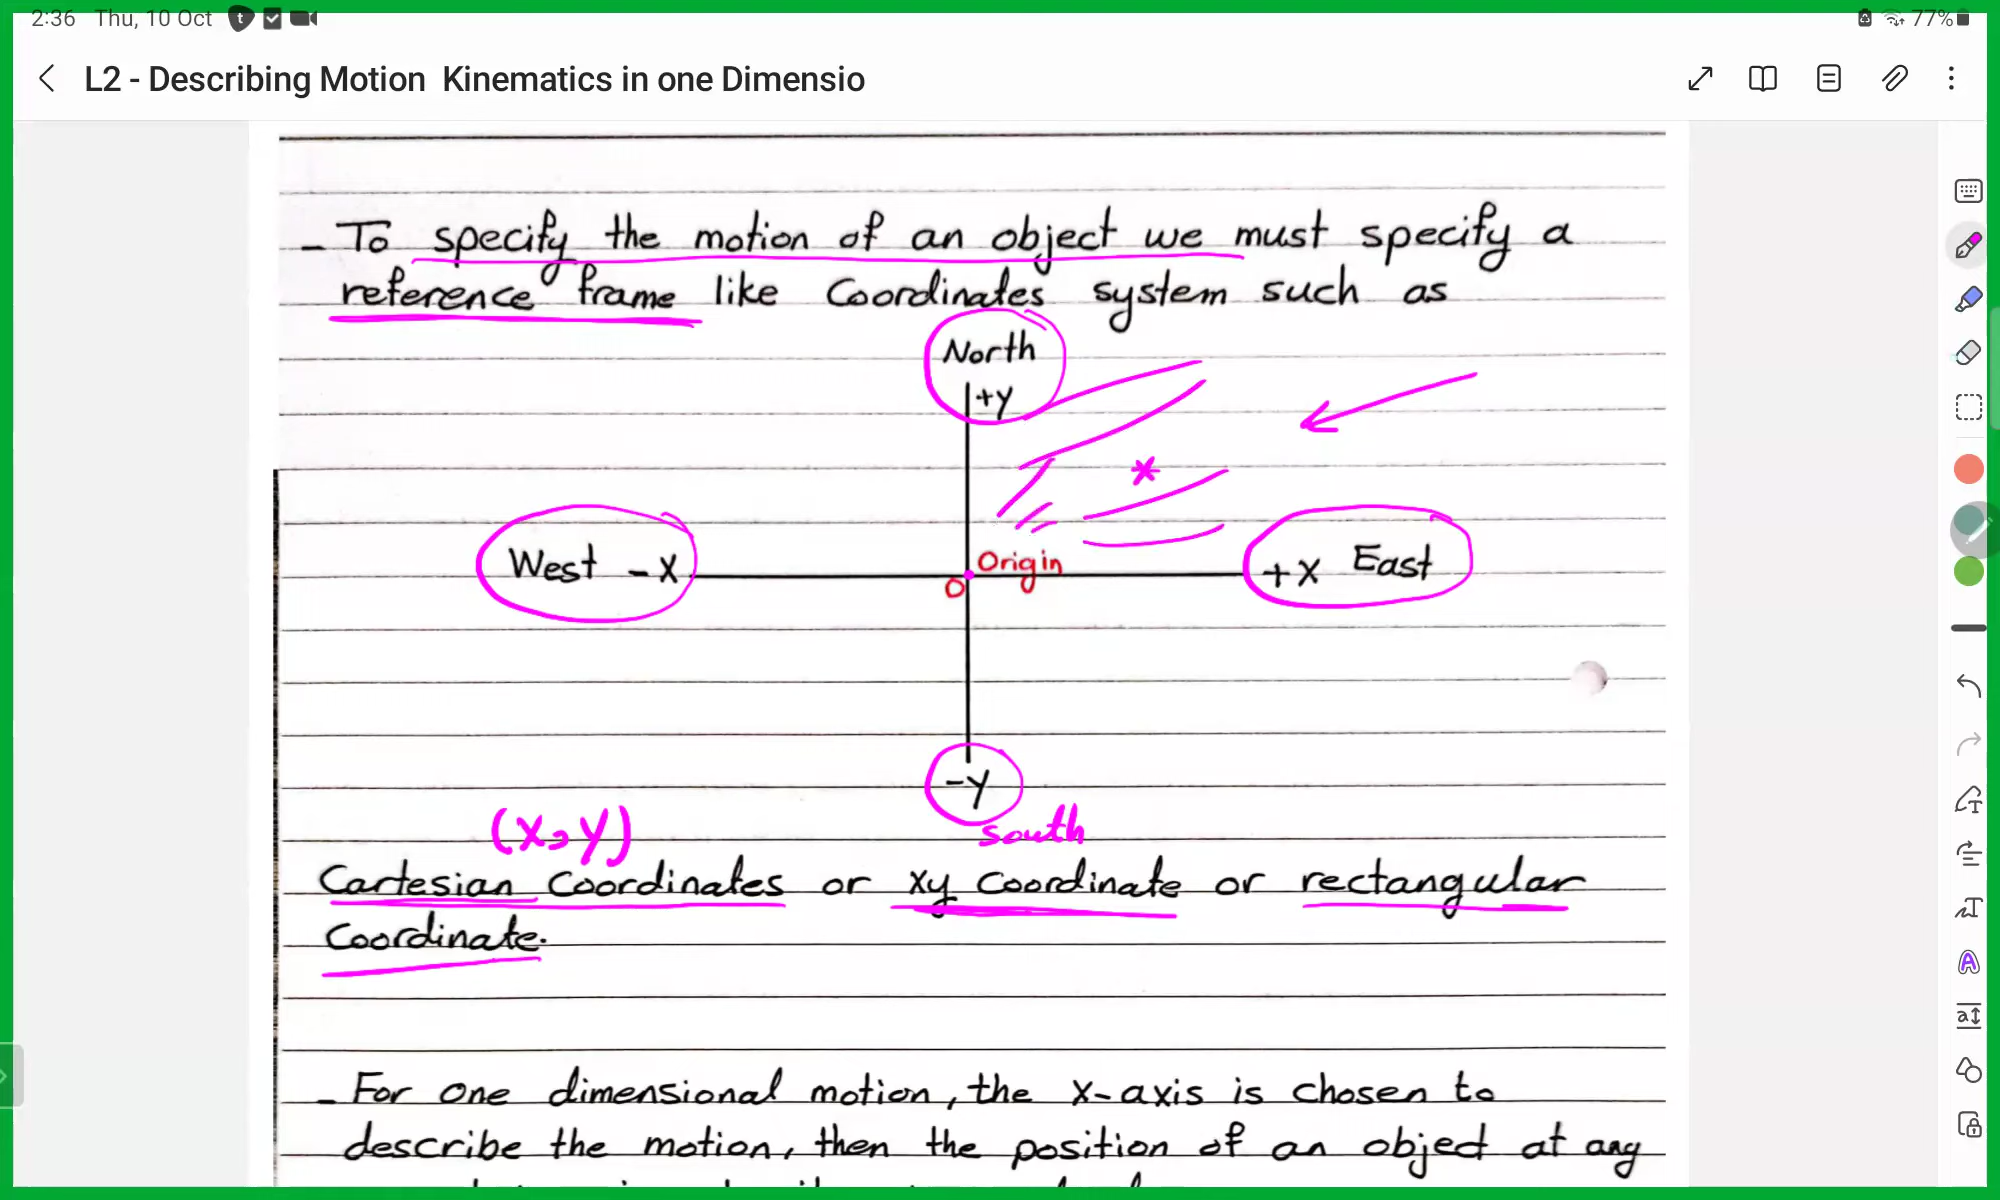 2:36 Thu, 10 Oct t 77%
L2 - Describing Motion Kinematics in one Dimensio
- To specify the motion of an object we must specify a
reference frame like Coordinates system such as
North
+y
West -x
Origin
O
+x East
-y
south
(x,y)
Cartesian Coordinates or xy Coordinate or rectangular
Coordinate.
- For one dimensional motion, the x-axis is chosen to
describe the motion, then the position of an object at any